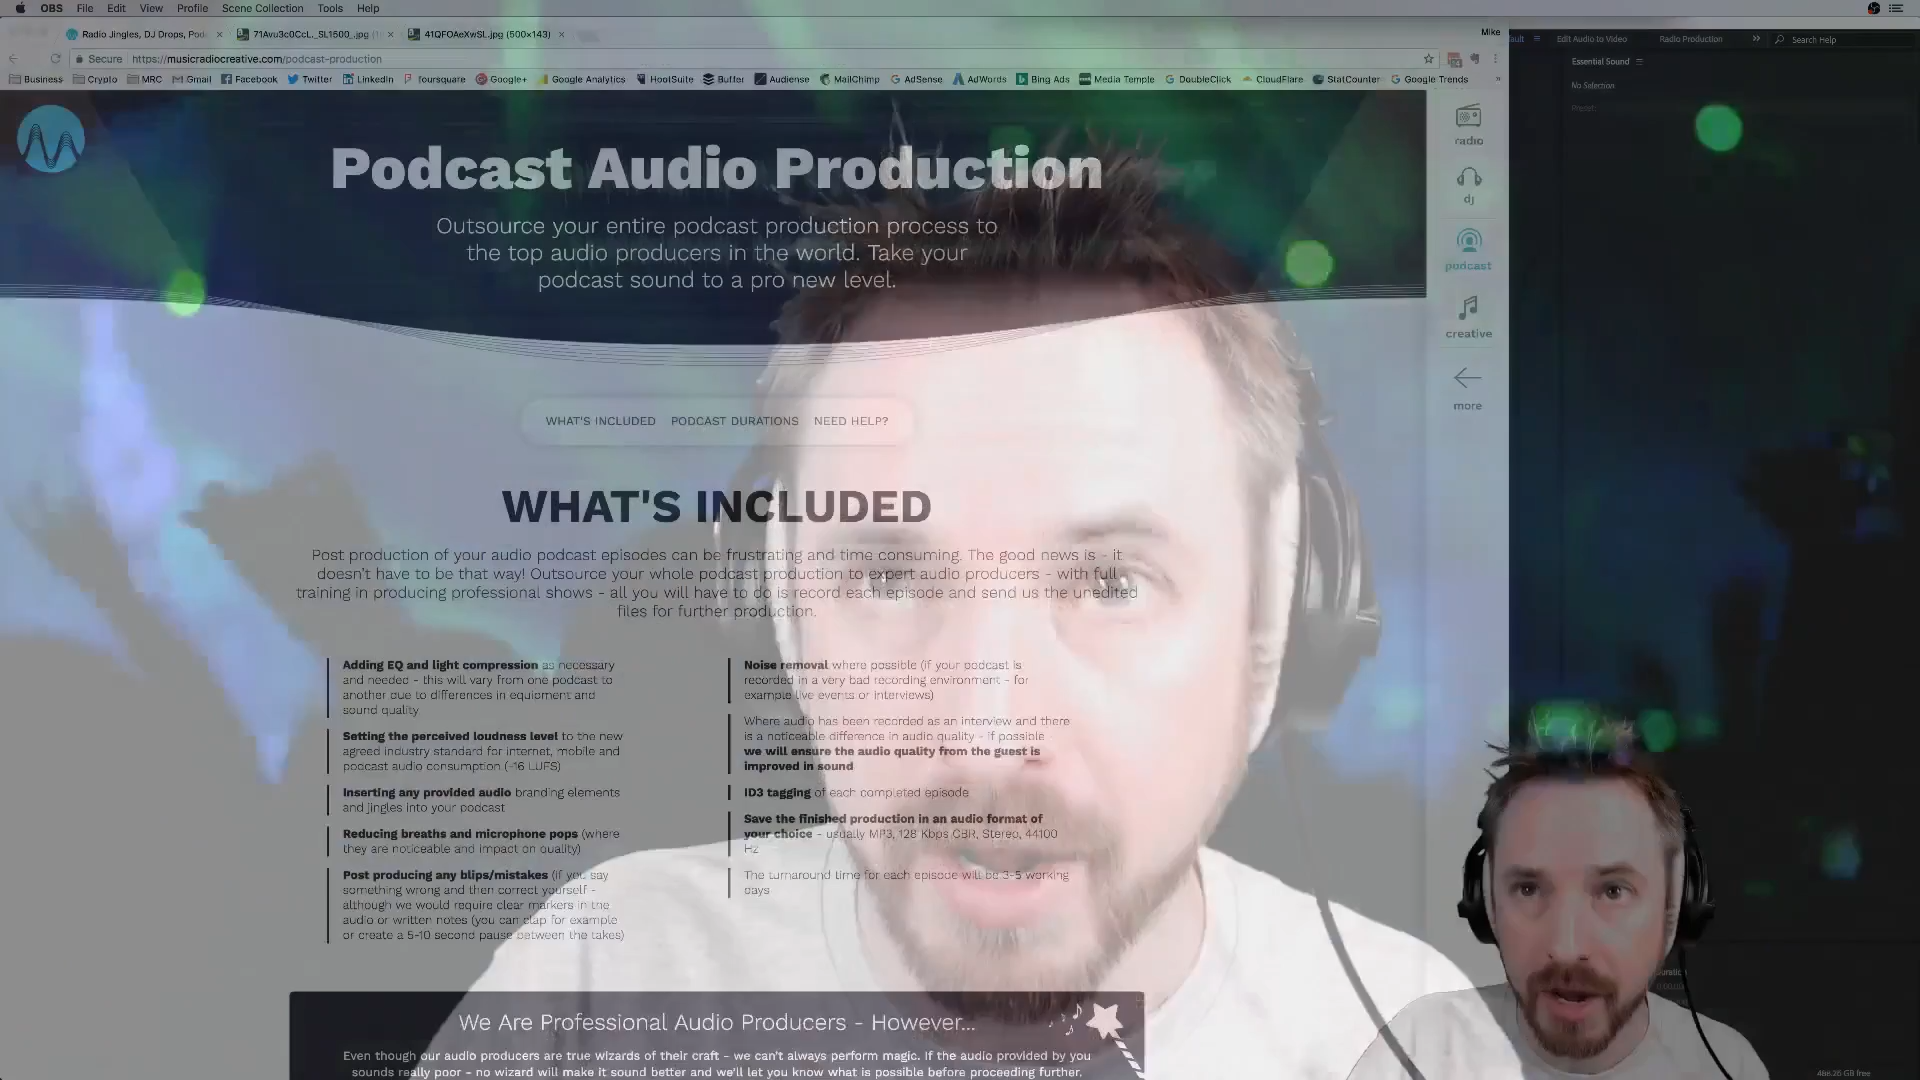 OBS File Edit View Profile Scene Collection Tools Help
Radio Jingles, DJ Drops, Pod
71Avu3c0CcL._SL1500_.jpg
41QFOAeXwSL.jpg (500×143)
Mike
Edit Audio to Video
Radio Production
Search Help
Secure https://musicradiocreative.com/podcast-production
Business Crypto MRC Gmail Facebook Twitter LinkedIn foursquare Google+ Google Analytics HootSuite Buffer Audiense MailChimp AdSense AdWords Bing Ads Media Temple DoubleClick CloudFlare StatCounter Google Trends
Essential Sound
No Selection
Preset:
Podcast Audio Production
Outsource your entire podcast production process to
the top audio producers in the world. Take your
podcast sound to a pro new level.
radio
dj
podcast
creative
more
WHAT'S INCLUDED PODCAST DURATIONS NEED HELP?
WHAT'S INCLUDED
Post production of your audio podcast episodes can be frustrating and time consuming. The good news is - it
doesn't have to be that way! Outsource your whole podcast production to expert audio producers - with full
training in producing professional shows - all you will have to do is record each episode and send us the unedited
files for further production.
Adding EQ and light compression as necessary
and needed - this will vary from one podcast to
another due to differences in equipment and
sound quality
Setting the perceived loudness level to the new
agreed industry standard for internet, mobile and
podcast audio consumption (-16 LUFS)
Inserting any provided audio branding elements
and jingles into your podcast
Reducing breaths and microphone pops (where
they are noticeable and impact on quality)
Post producing any blips/mistakes (if you say
something wrong and then correct yourself -
although we would require clear markers in the
audio or written notes (you can clap for example
or create a 5-10 second pause between the takes)
Noise removal where possible (if your podcast is
recorded in a very bad recording environment - for
example live events or interviews)
Where audio has been recorded as an interview and there
is a noticeable difference in audio quality - if possible -
we will ensure the audio quality from the guest is
improved in sound
ID3 tagging of each completed episode
Save the finished production in an audio format of
your choice - usually MP3, 128 Kbps CBR, Stereo, 44100
Hz
The turnaround time for each episode will be 3-5 working
days
We Are Professional Audio Producers - However...
Even though our audio producers are true wizards of their craft - we can't always perform magic. If the audio provided by you
sounds really poor - no wizard will make it sound better and we'll let you know what is possible before proceeding further.
486.26 GB free